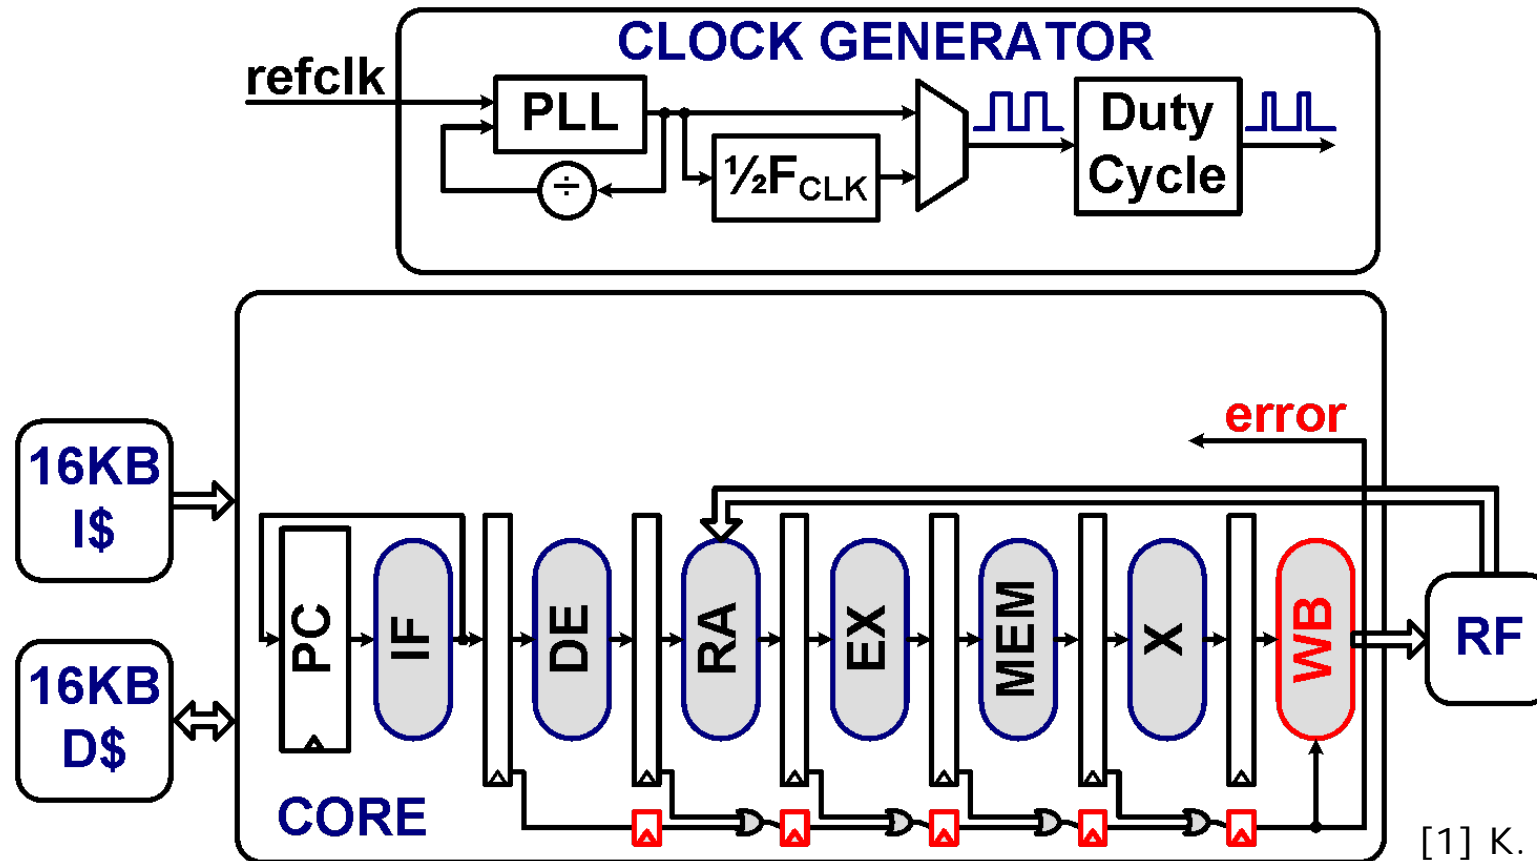 CLOCK GENERATOR
refclk
PLL
÷
½FCLK
Duty
Cycle
error
16KB
I$
16KB
D$
PC
IF
DE
RA
EX
MEM
X
WB
RF
CORE
[1] K.